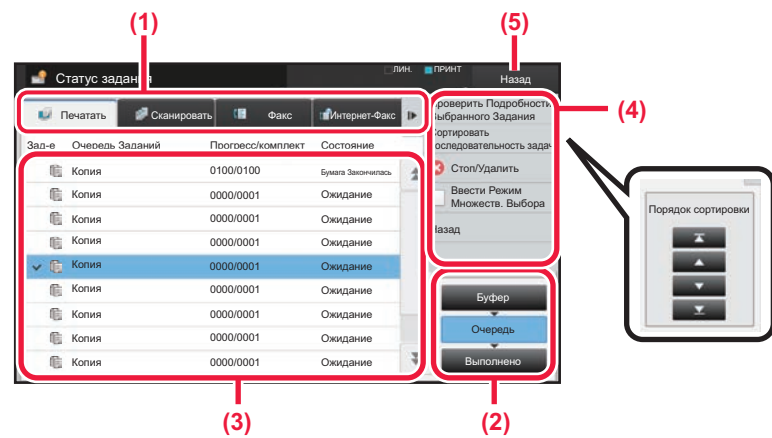 (1)
(5)
Статус задания
ЛИН.
ПРИНТ
Назад
Печатать
Сканировать
Факс
Интернет-Факс
(4)
Проверить Подробности
Выбранного Задания
Сортировать
последовательность задач
Стоп/Удалить
Ввести Режим
Множеств. Выбора
Назад
Зад-е Очередь Заданий Прогресс/комплект Состояние
Копия 0100/0100 Бумага Закончилась
Копия 0000/0001 Ожидание
Копия 0000/0001 Ожидание
Копия 0000/0001 Ожидание
Копия 0000/0001 Ожидание
Копия 0000/0001 Ожидание
Копия 0000/0001 Ожидание
Копия 0000/0001 Ожидание
Копия 0000/0001 Ожидание
Порядок сортировки
Буфер
Очередь
Выполнено
(3)
(2)